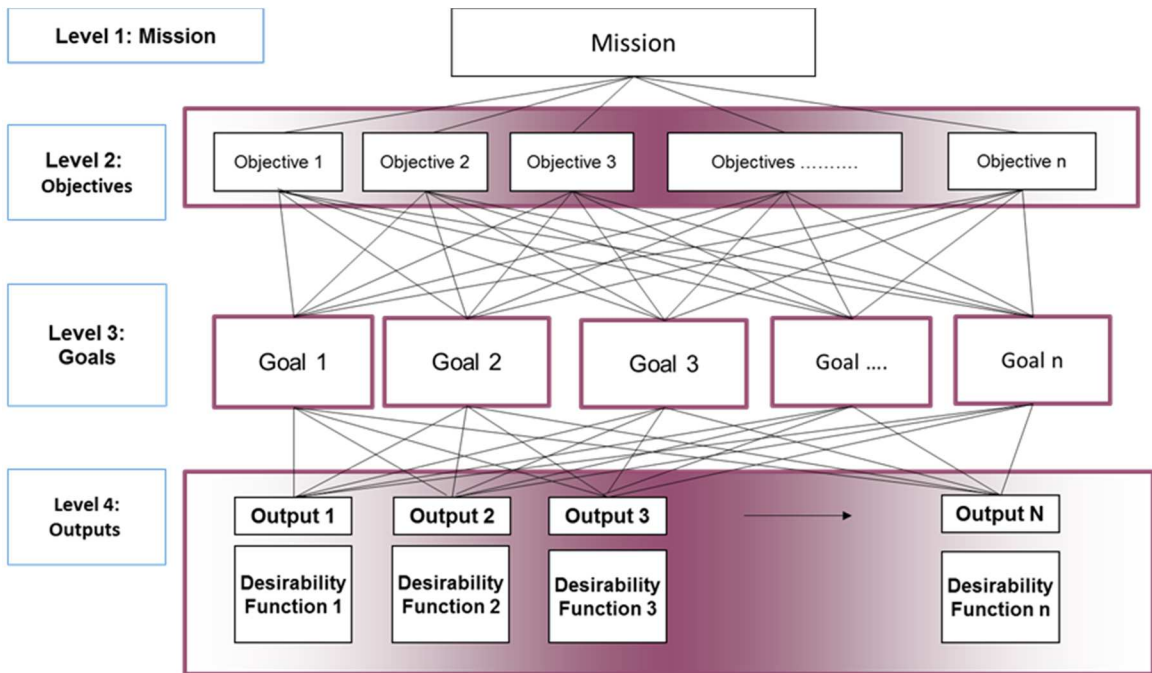 Level 1: Mission
Mission
Level 2:
Objectives
Objective 1
Objective 2
Objective 3
Objectives ……….
Objective n
Level 3:
Goals
Goal 1
Goal 2
Goal 3
Goal ….
Goal n
Level 4:
Outputs
Output 1
Output 2
Output 3
Output N
Desirability
Function 1
Desirability
Function 2
Desirability
Function 3
Desirability
Function n